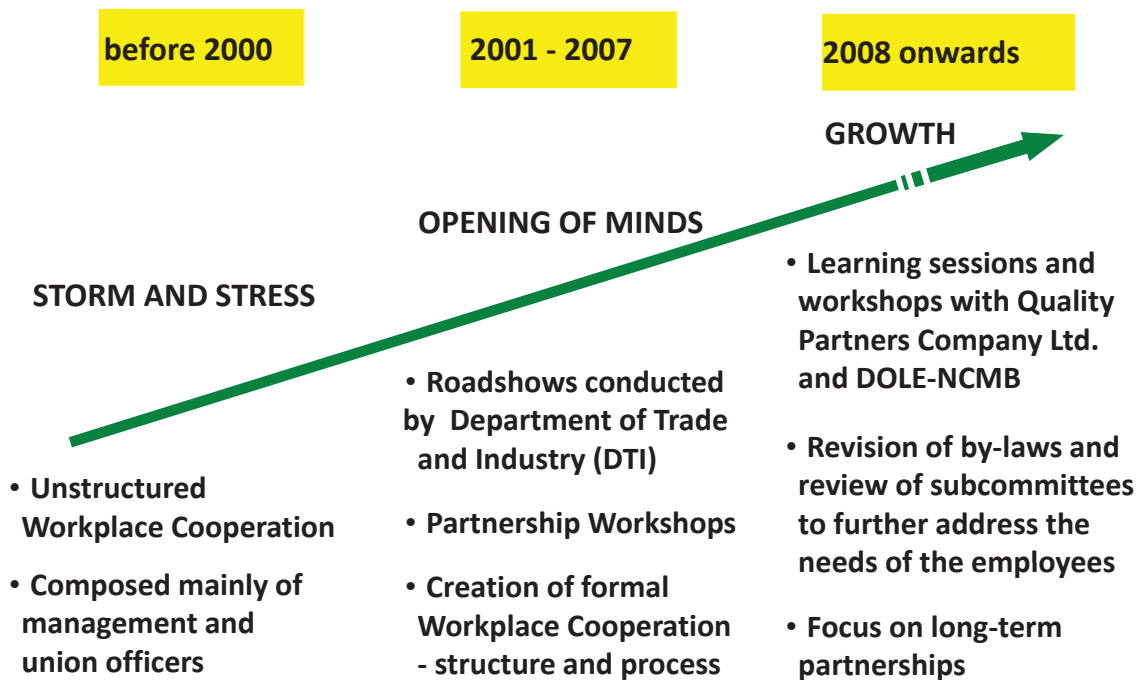 before 2000
2001 - 2007
2008 onwards
GROWTH
OPENING OF MINDS
STORM AND STRESS
• Unstructured
Workplace Cooperation
• Composed mainly of
management and
union officers
• Roadshows conducted
by Department of Trade
and Industry (DTI)
• Partnership Workshops
• Creation of formal
Workplace Cooperation
- structure and process
• Learning sessions and
workshops with Quality
Partners Company Ltd.
and DOLE-NCMB
• Revision of by-laws and
review of subcommittees
to further address the
needs of the employees
• Focus on long-term
partnerships